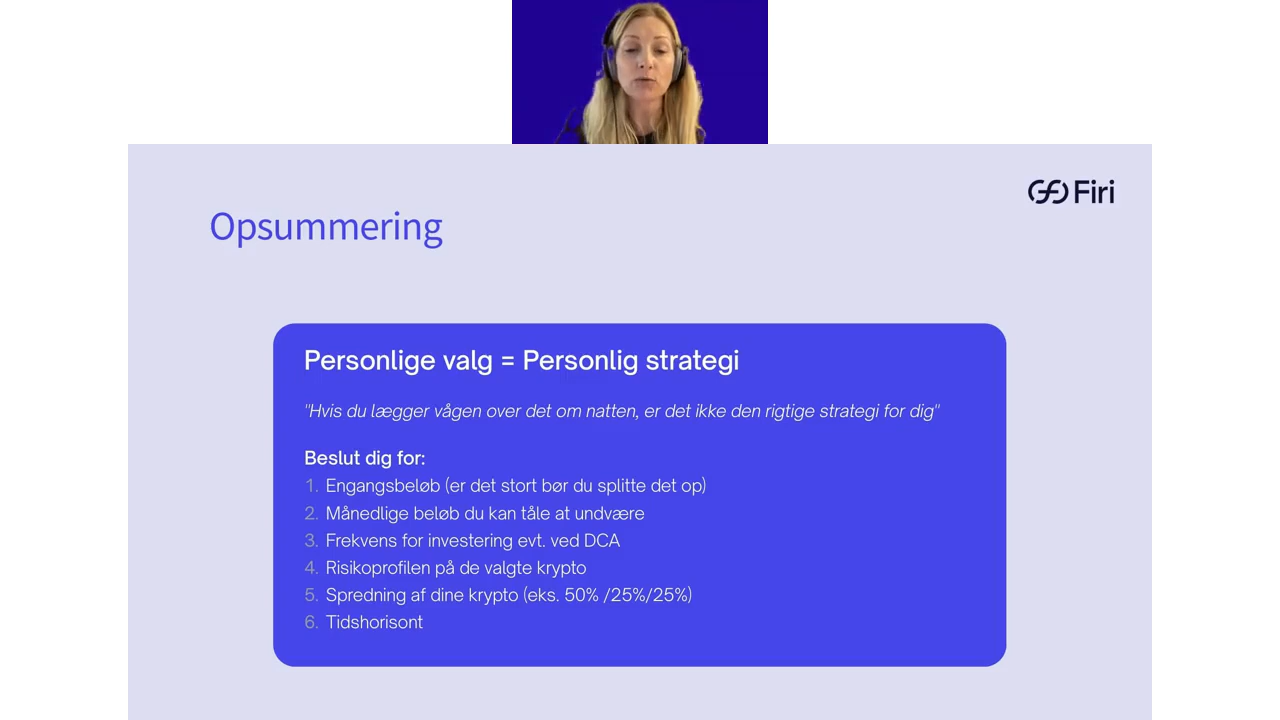 Firi
Opsummering
Personlige valg = Personlig strategi
"Hvis du lægger vågen over det om natten, er det ikke den rigtige strategi for dig"
Beslut dig for:
1. Engangsbeløb (er det stort bør du splitte det op)
2. Månedlige beløb du kan tåle at undvære
3. Frekvens for investering evt. ved DCA
4. Risikoprofilen på de valgte krypto
5. Spredning af dine krypto (eks. 50% /25%/25%)
6. Tidshorisont